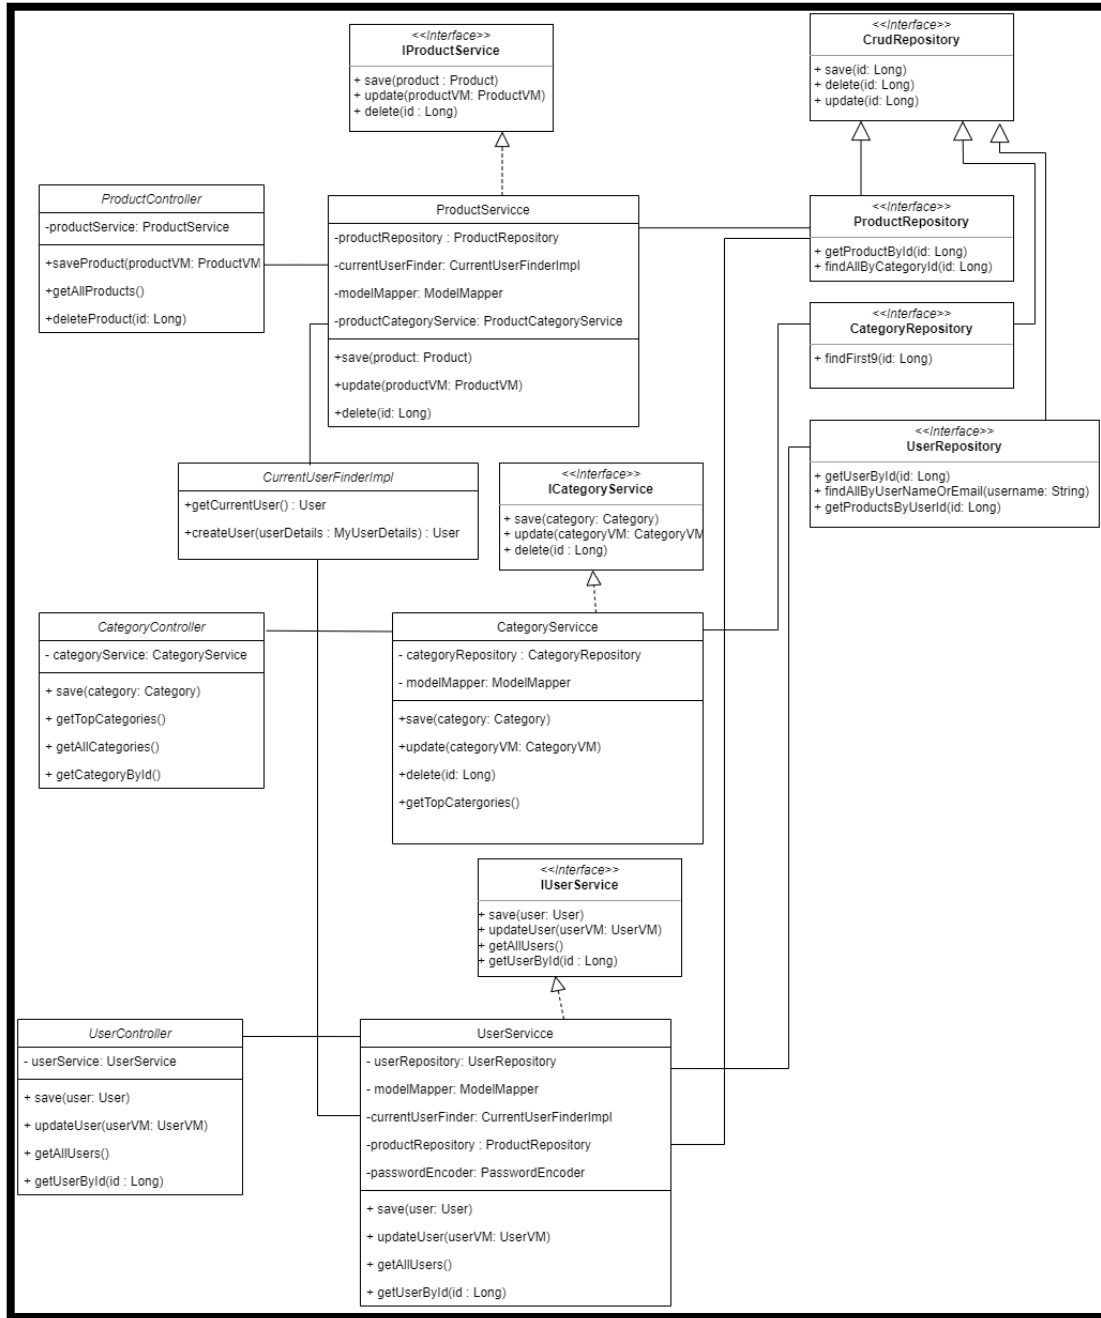 <<Interface>>
IProductService
+ save(product : Product)
+ update(productVM: ProductVM)
+ delete(id : Long)
<<Interface>>
CrudRepository
+ save(id: Long)
+ delete(id: Long)
+ update(id: Long)
ProductController
-productService: ProductService
+saveProduct(productVM: ProductVM
+getAllProducts()
+deleteProduct(id: Long)
ProductServicce
-productRepository : ProductRepository
-currentUserFinder: CurrentUserFinderImpl
-modelMapper: ModelMapper
-productCategoryService: ProductCategoryService
+save(product: Product)
+update(productVM: ProductVM)
+delete(id: Long)
<<Interface>>
ProductRepository
+ getProductById(id: Long)
+ findAllByCategoryId(id: Long)
<<Interface>>
CategoryRepository
+ findFirst9(id: Long)
<<Interface>>
UserRepository
+ getUserById(id: Long)
+ findAllByUserNameOrEmail(username: String)
+ getProductsByUserId(id: Long)
CurrentUserFinderImpl
+getCurrentUser() : User
+createUser(userDetails : MyUserDetails) : User
<<Interface>>
ICategoryService
+ save(category: Category)
+ update(categoryVM: CategoryVM
+ delete(id : Long)
CategoryController
- categoryService: CategoryService
+ save(category: Category)
+ getTopCategories()
+ getAllCategories()
+ getCategoryById()
CategoryServicce
- categoryRepository : CategoryRepository
- modelMapper: ModelMapper
+save(category: Category)
+update(categoryVM: CategoryVM)
+delete(id: Long)
+getTopCatergories()
<<Interface>>
IUserService
+ save(user: User)
+ updateUser(userVM: UserVM)
+ getAllUsers()
+ getUserById(id : Long)
UserController
- userService: UserService
+ save(user: User)
+ updateUser(userVM: UserVM)
+ getAllUsers()
+ getUserById(id : Long)
UserServicce
- userRepository: UserRepository
- modelMapper: ModelMapper
-currentUserFinder: CurrentUserFinderImpl
-productRepository : ProductRepository
-passwordEncoder: PasswordEncoder
+ save(user: User)
+ updateUser(userVM: UserVM)
+ getAllUsers()
+ getUserById(id : Long)